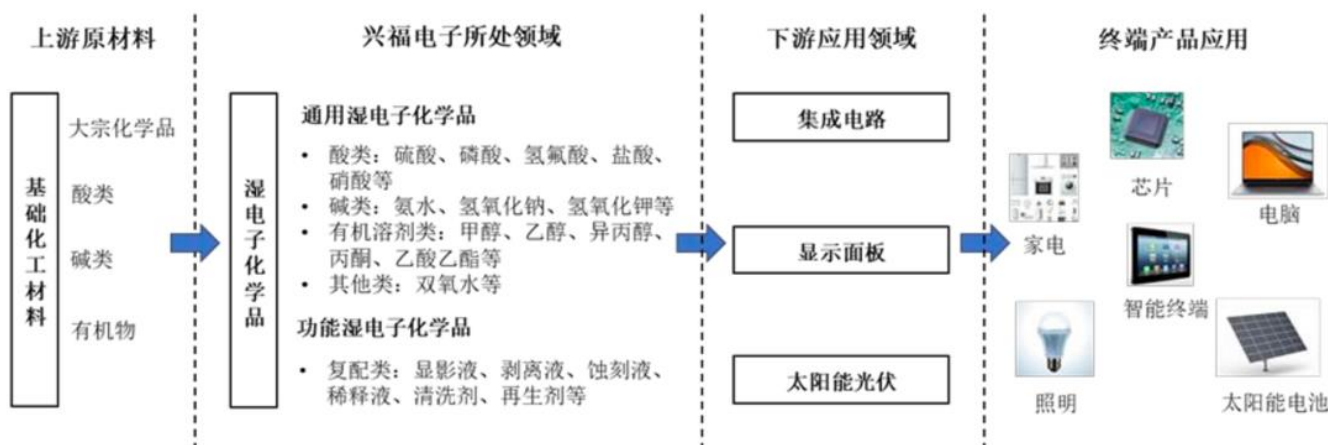 上游原材料
基础化工材料
大宗化学品
酸类
碱类
有机物
兴福电子所处领域
湿电子化学品
通用湿电子化学品
• 酸类：硫酸、磷酸、氢氟酸、盐酸、
硝酸等
• 碱类：氨水、氢氧化钠、氢氧化钾等
• 有机溶剂类：甲醇、乙醇、异丙醇、
丙酮、乙酸乙酯等
• 其他类：双氧水等
功能湿电子化学品
• 复配类：显影液、剥离液、蚀刻液、
稀释液、清洗剂、再生剂等
下游应用领域
集成电路
显示面板
太阳能光伏
终端产品应用
芯片
电脑
家电
智能终端
照明
太阳能电池